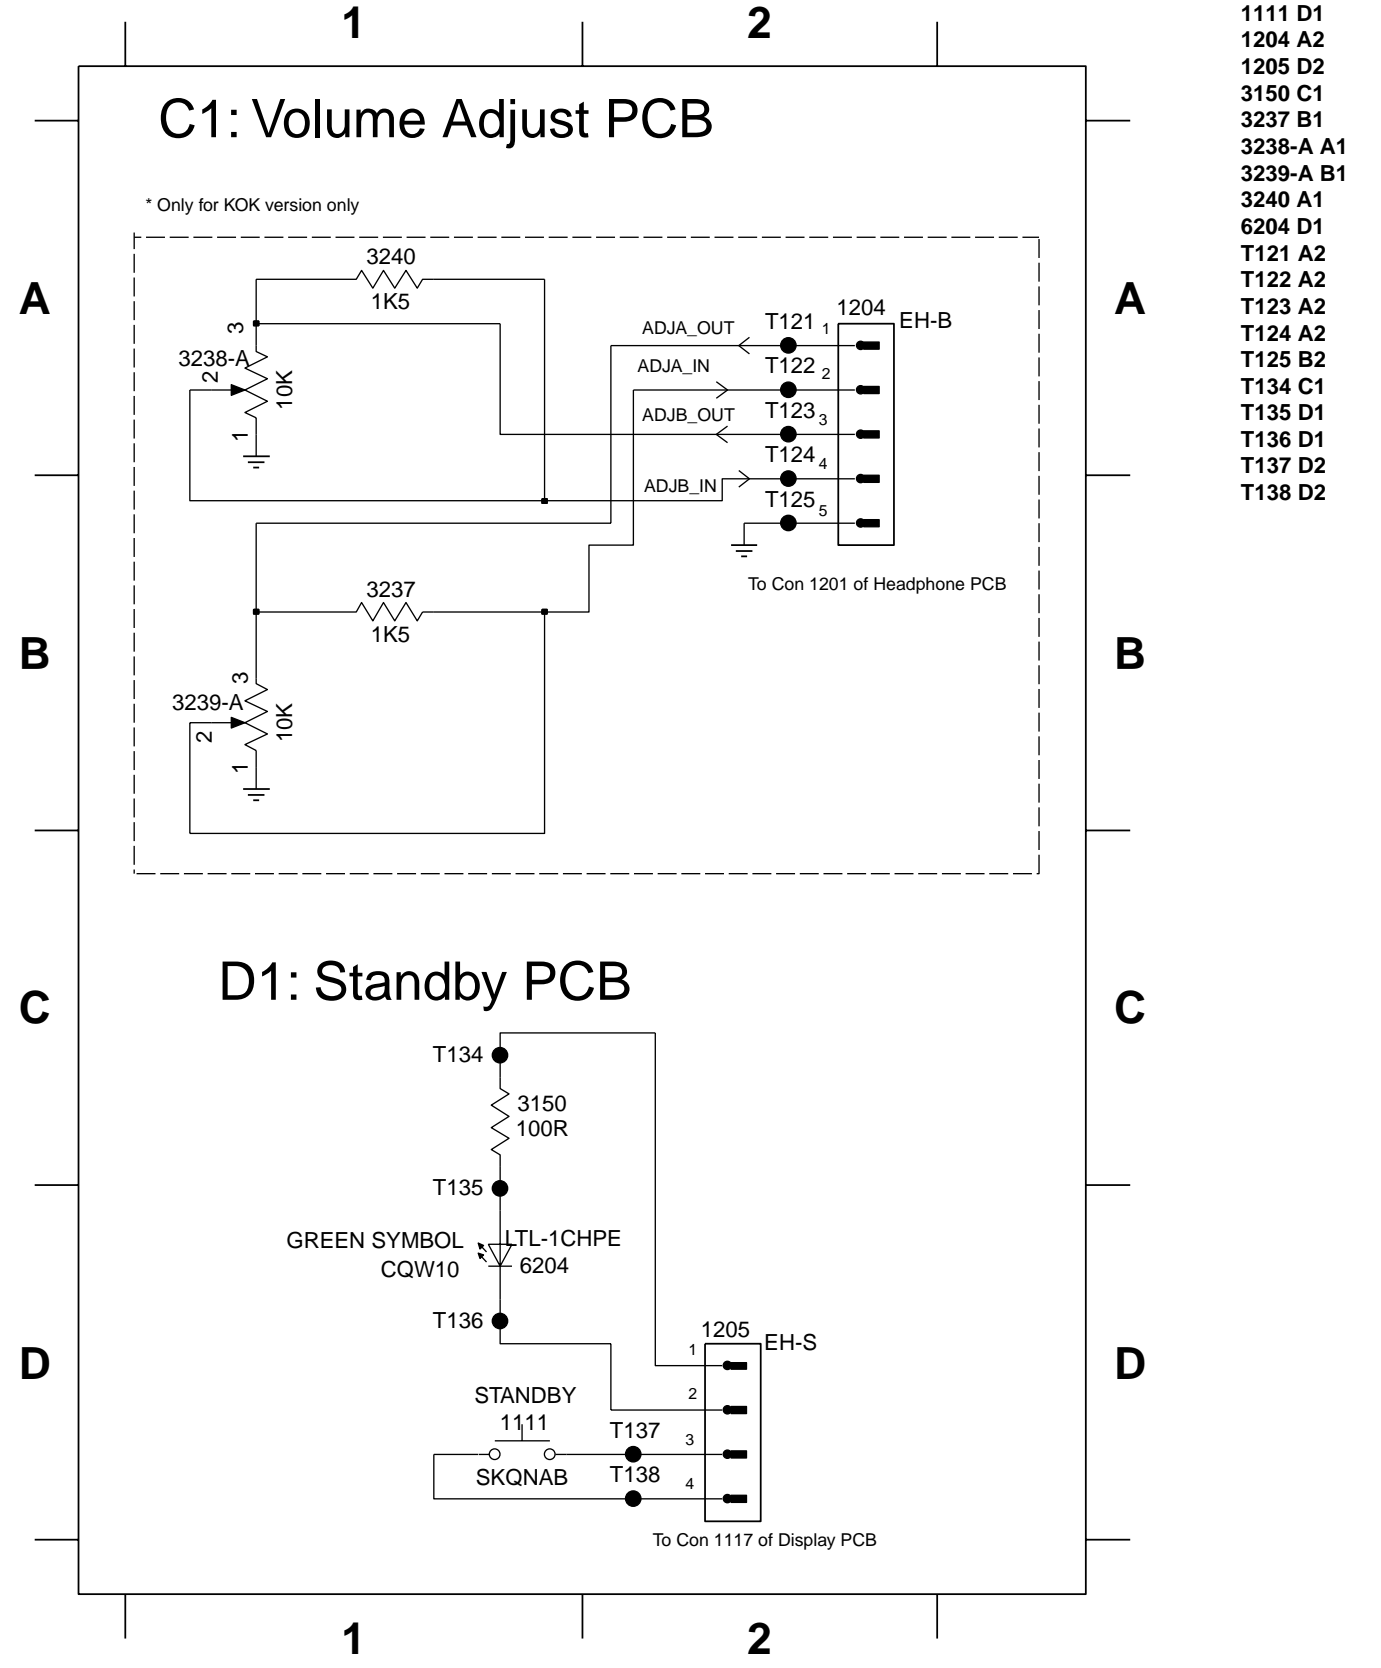 1
2
C1: Volume Adjust PCB
* Only for KOK version only
A
A
3240
1K5
3
3238-A
2
10K
1
ADJA_OUT
T121
1
1204
EH-B
ADJA_IN
T122
2
ADJB_OUT
T123
3
T124
4
ADJB_IN
T125
5
To Con 1201 of Headphone PCB
B
B
3237
1K5
3
3239-A
2
10K
1
D1: Standby PCB
C
C
T134
3150
100R
T135
GREEN SYMBOL
CQW10
LTL-1CHPE
6204
T136
D
D
1205
EH-S
1
2
STANDBY
1111
T137
3
SKQNAB
T138
4
To Con 1117 of Display PCB
1
2
1111 D1
1204 A2
1205 D2
3150 C1
3237 B1
3238-A A1
3239-A B1
3240 A1
6204 D1
T121 A2
T122 A2
T123 A2
T124 A2
T125 B2
T134 C1
T135 D1
T136 D1
T137 D2
T138 D2